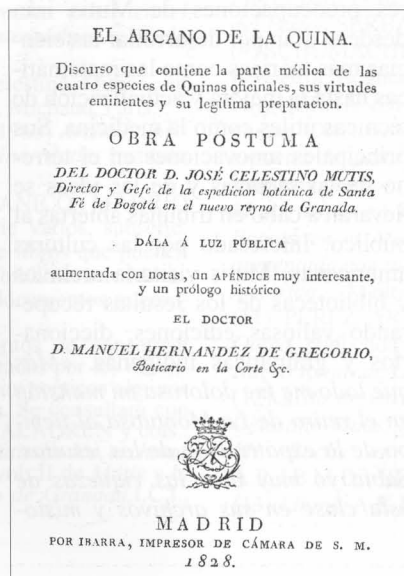 EL ARCANO DE LA QUINA.
Discurso que contiene la parte médica de las
cuatro especies de Quinas oficinales, sus virtudes
eminentes y su legítima preparacion.
OBRA PÓSTUMA
DEL DOCTOR D. JOSÉ CELESTINO MUTIS,
Director y Gefe de la espedicion botánica de Santa
Fé de Bogotá en el nuevo reyno de Granada.
DÁLA Á LUZ PÚBLICA
aumentada con notas, un APÉNDICE muy interesante,
y un prólogo histórico
EL DOCTOR
D. MANUEL HERNANDEZ DE GREGORIO,
Boticario en la Corte &c.
MADRID
POR IBARRA, IMPRESOR DE CÁMARA DE S. M.
1828.